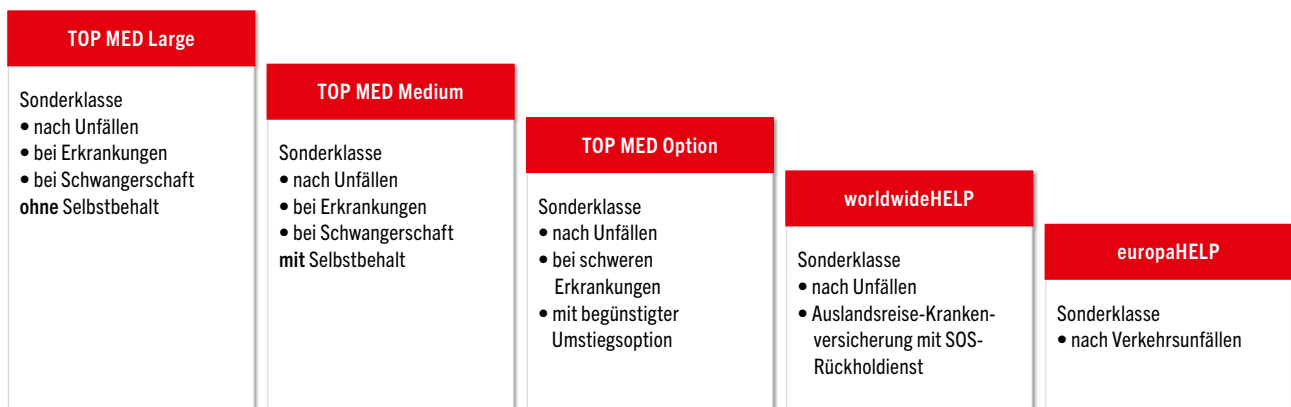 TOP MED Large
Sonderklasse
• nach Unfällen
• bei Erkrankungen
• bei Schwangerschaft
ohne Selbstbehalt
TOP MED Medium
Sonderklasse
• nach Unfällen
• bei Erkrankungen
• bei Schwangerschaft
mit Selbstbehalt
TOP MED Option
Sonderklasse
• nach Unfällen
• bei schweren
Erkrankungen
• mit begünstigter
Umstiegsoption
worldwideHELP
Sonderklasse
• nach Unfällen
• Auslandsreise-Kranken-
versicherung mit SOS-
Rückholdienst
europaHELP
Sonderklasse
• nach Verkehrsunfällen